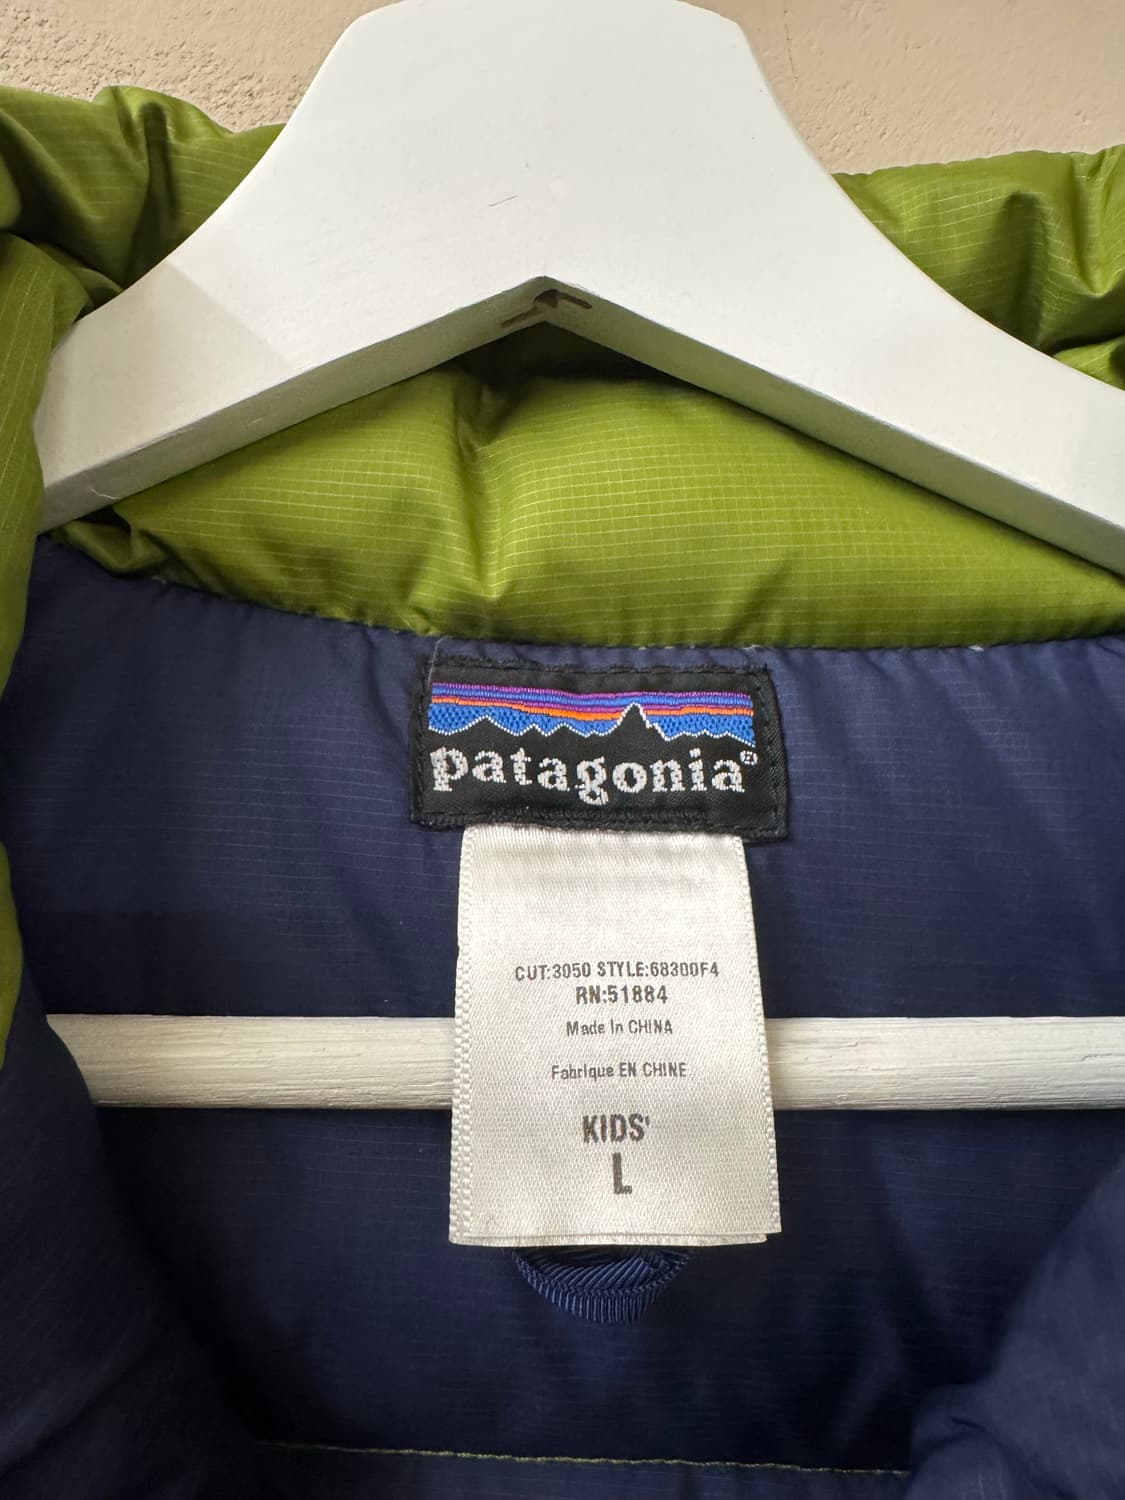 patagonia®
CUT:3050 STYLE:68300F4
RN:51884
Made In CHINA
Fabrique EN CHINE
KIDS'
L